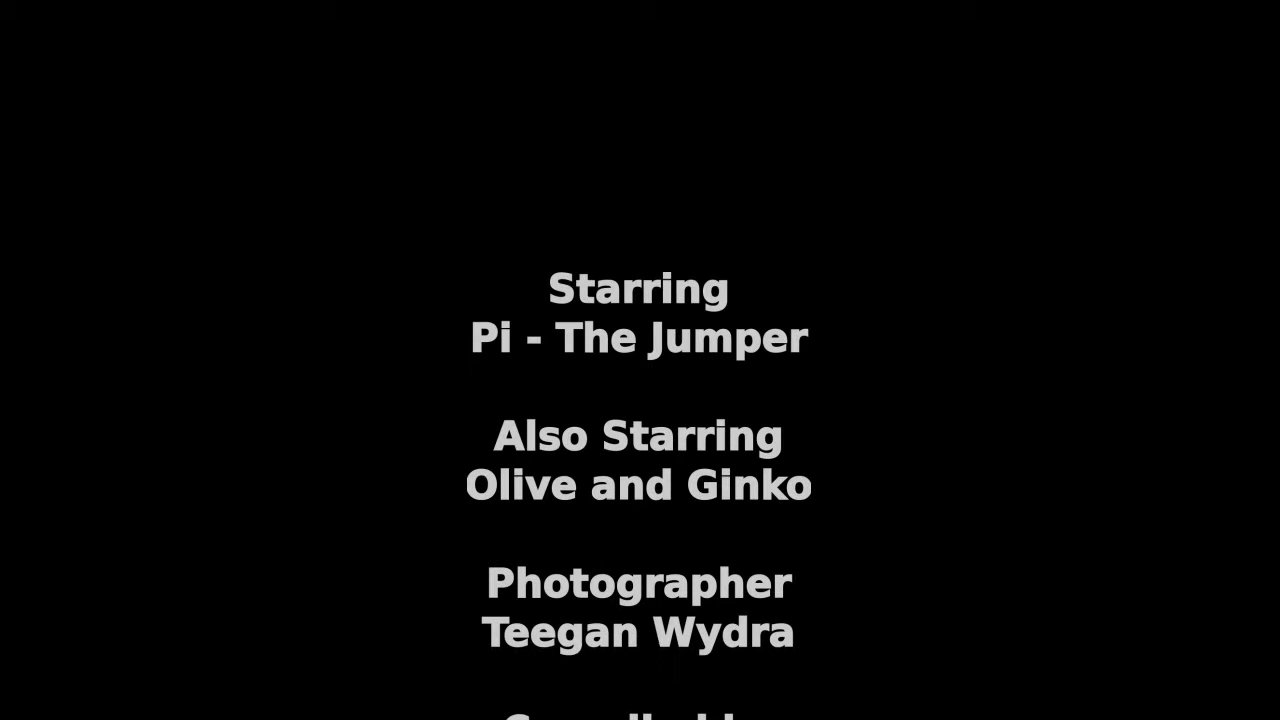 Starring
Pi - The Jumper
Also Starring
Olive and Ginko
Photographer
Teegan Wydra